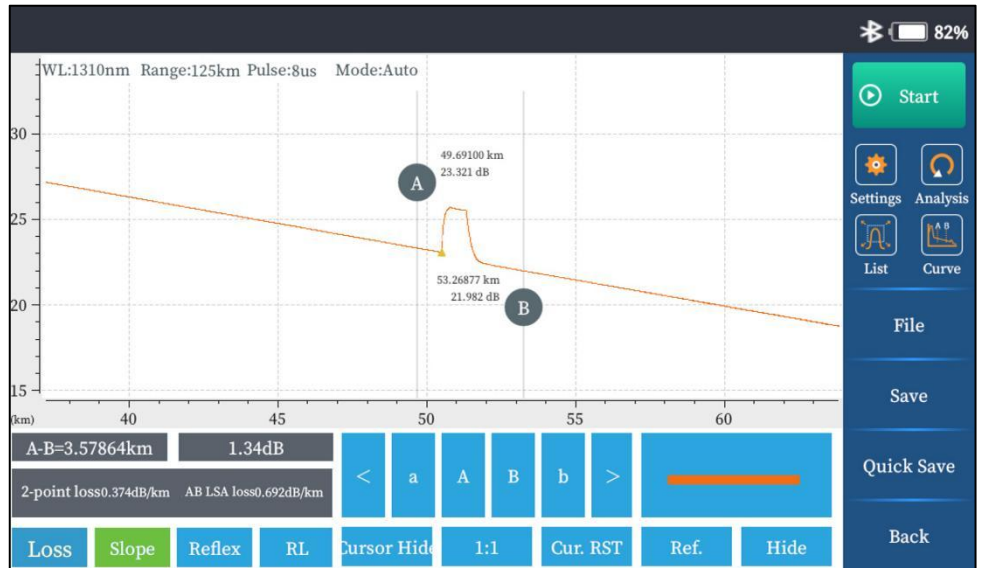 82%
WL:1310nm Range:125km Pulse:8us Mode:Auto
30
25
20
15
A
49.69100 km
23.321 dB
53.26877 km
21.982 dB
B
(km)
40
45
50
55
60
A-B=3.57864km
1.34dB
2-point loss0.374dB/km
AB LSA loss0.692dB/km
<
a
A
B
b
>
Loss
Slope
Reflex
RL
Cursor Hide
1:1
Cur. RST
Ref.
Hide
Start
Settings
Analysis
A B
List
Curve
File
Save
Quick Save
Back